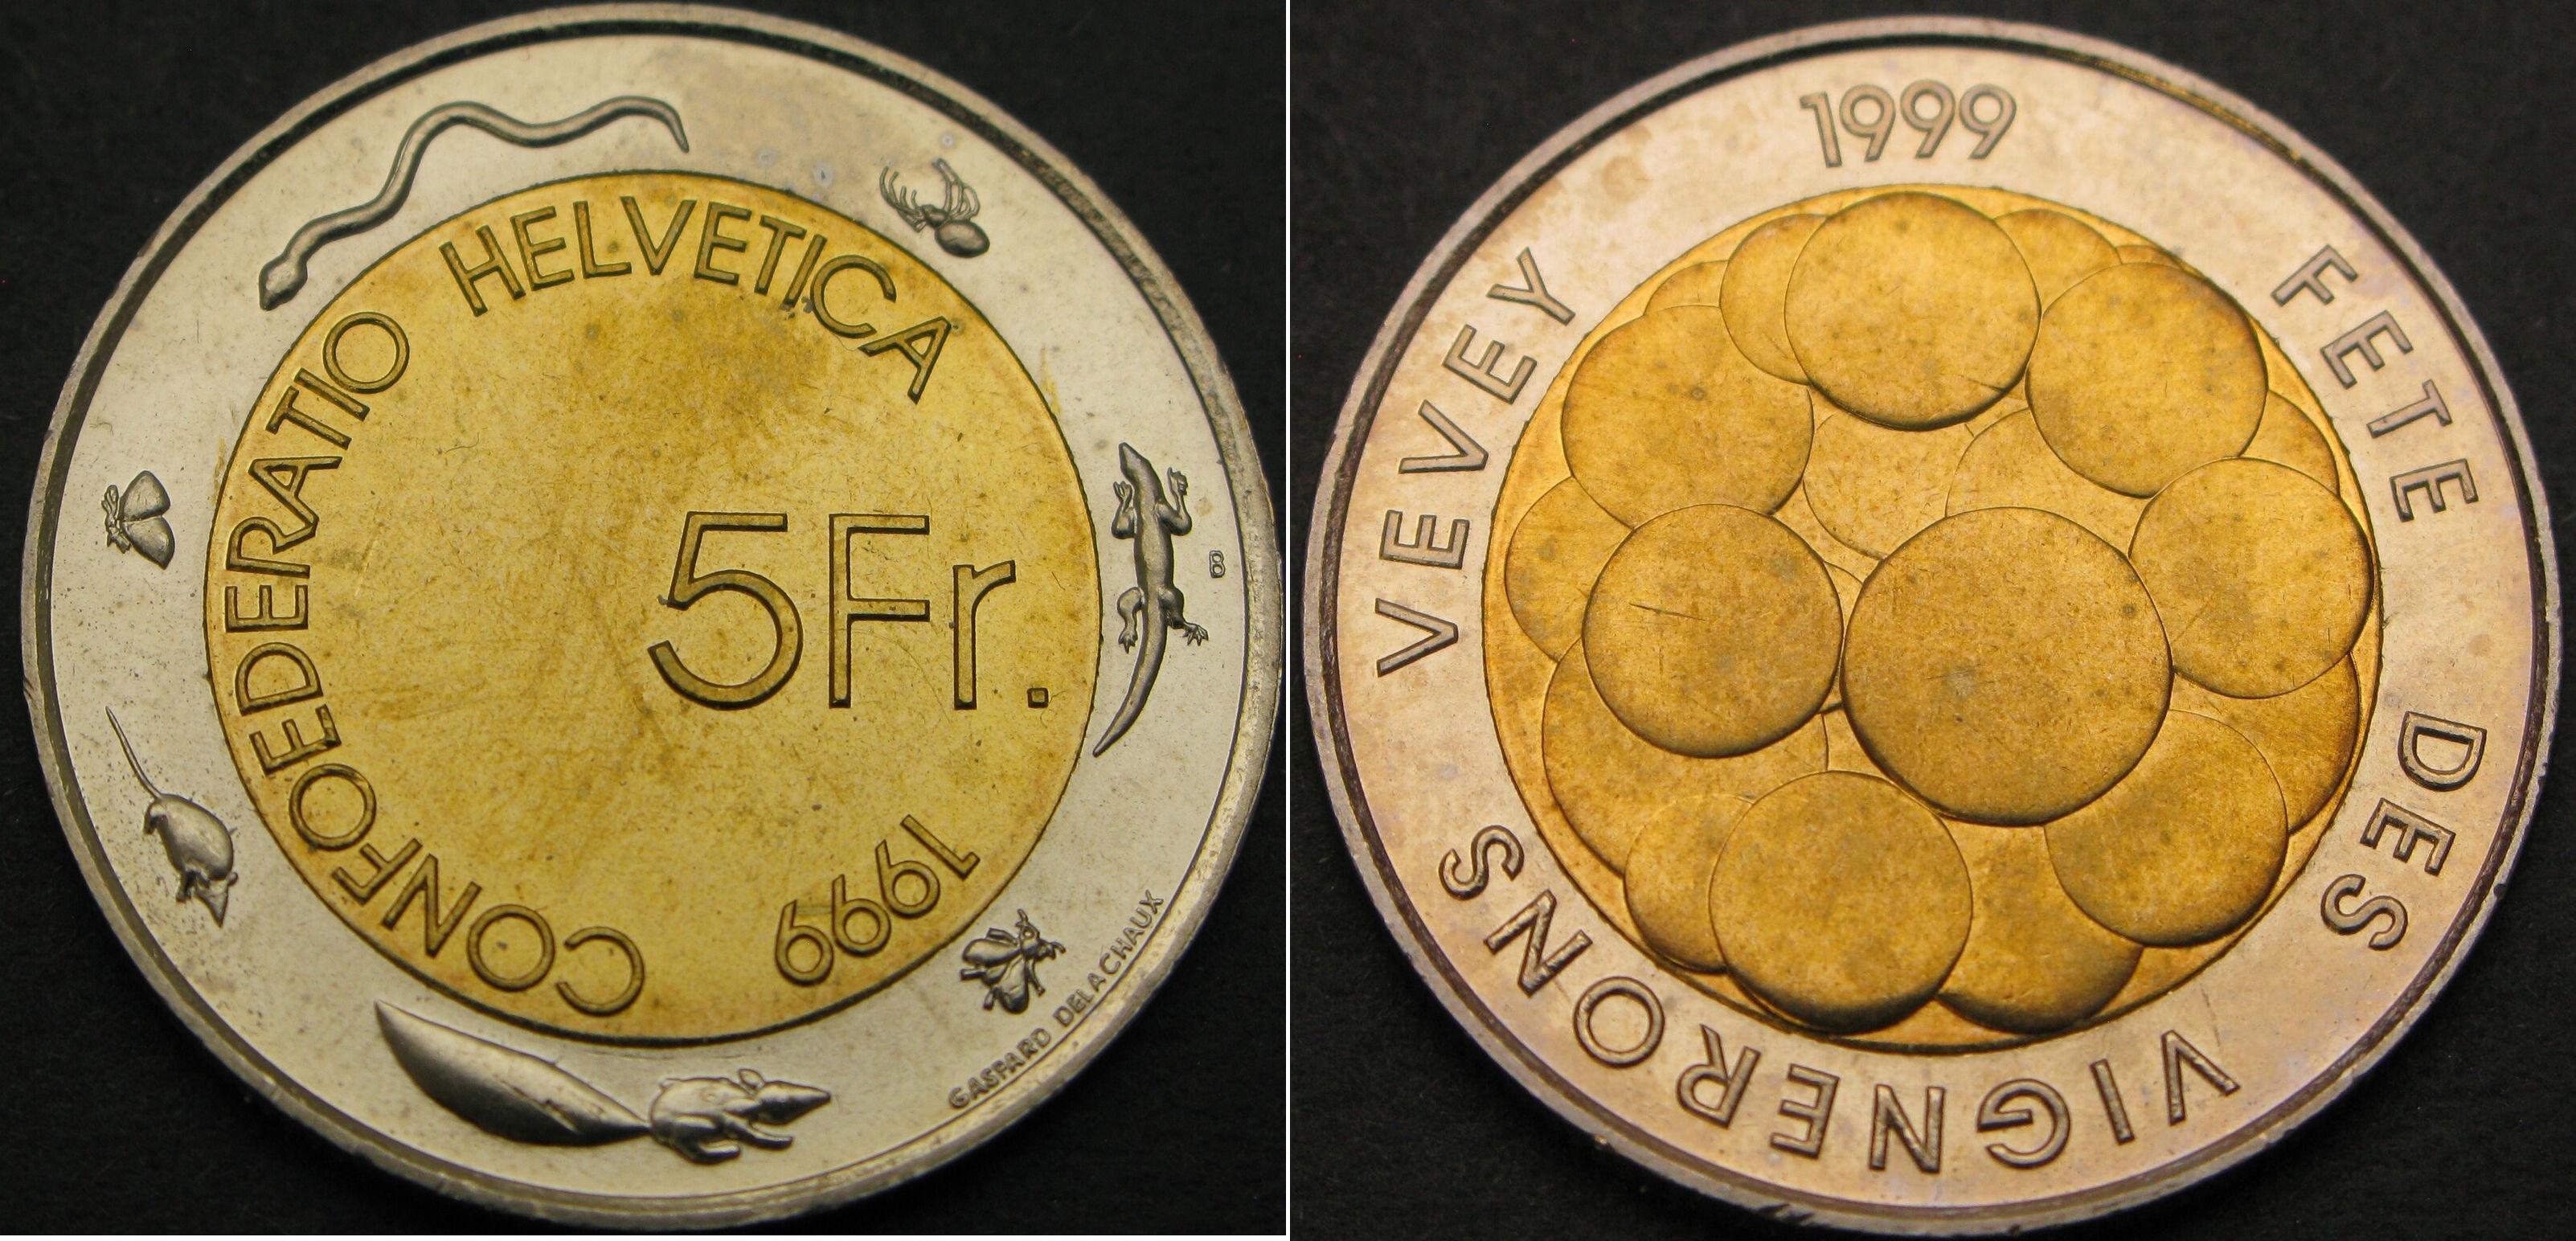 CONFOEDERATIO HELVETICA
5Fr.
1999
B
GASPARD DELACHAUX
1999
FETE DES VIGNERONS VEVEY